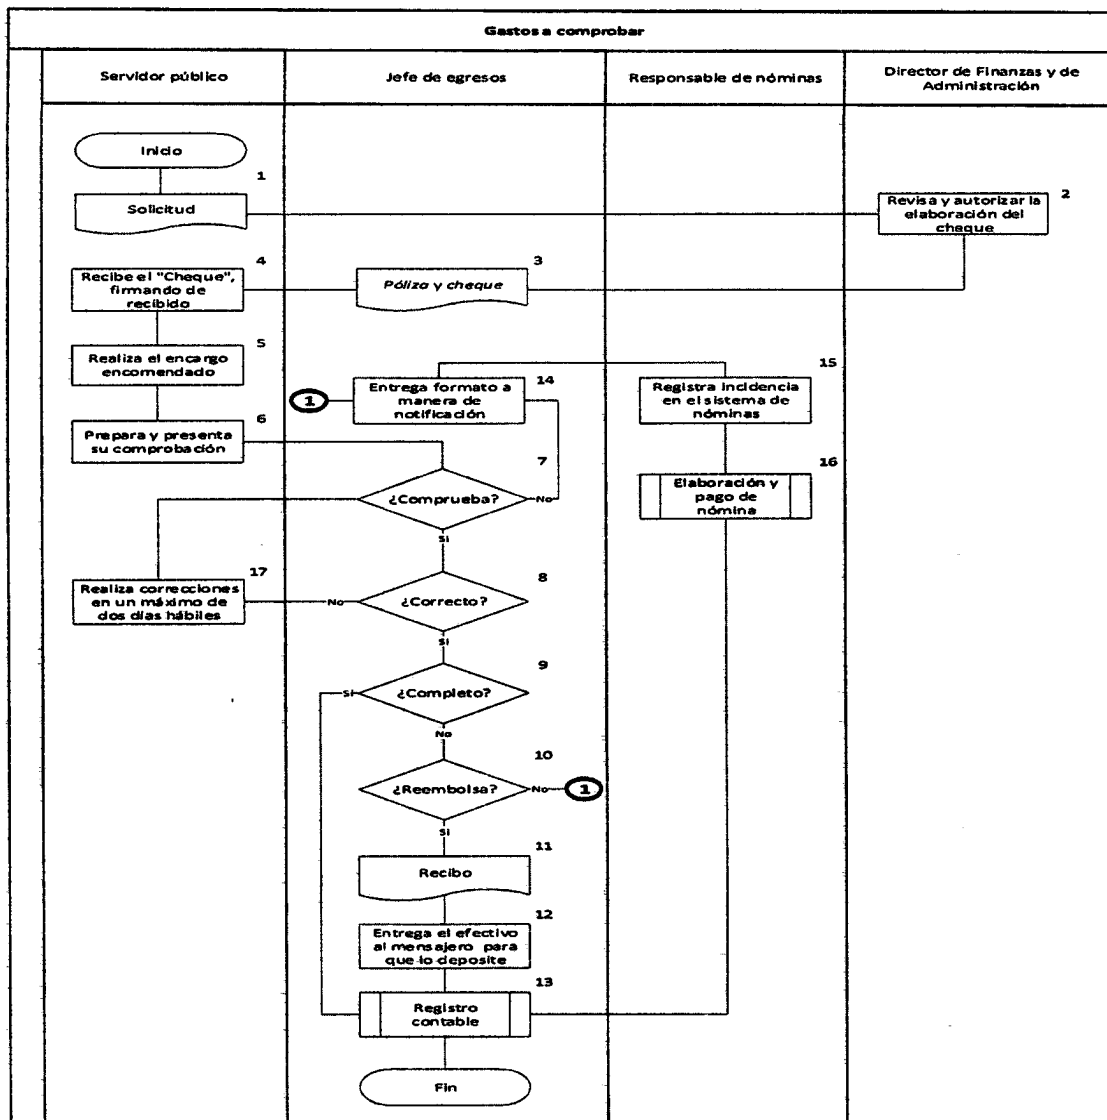 Gastos a comprobar
Servidor público
Jefe de egresos
Responsable de nóminas
Director de Finanzas y de
Administración
Inicio
1
Solicitud
2
Revisa y autorizar la
elaboración del
cheque
4
Recibe el "Cheque",
firmando de
recibido
3
Póliza y cheque
5
Realiza el encargo
encomendado
14
Entrega formato a
manera de
notificación
1
15
Registra incidencia
en el sistema de
nóminas
6
Prepara y presenta
su comprobación
7
¿Comprueba?
No
Si
16
Elaboración y
pago de
nómina
17
Realiza correcciones
en un máximo de
dos días hábiles
8
No
¿Correcto?
Si
9
Si
¿Completo?
No
10
¿Reembolsa?
No
1
Si
11
Recibo
12
Entrega el efectivo
al mensajero para
que lo deposite
13
Registro
contable
Fin